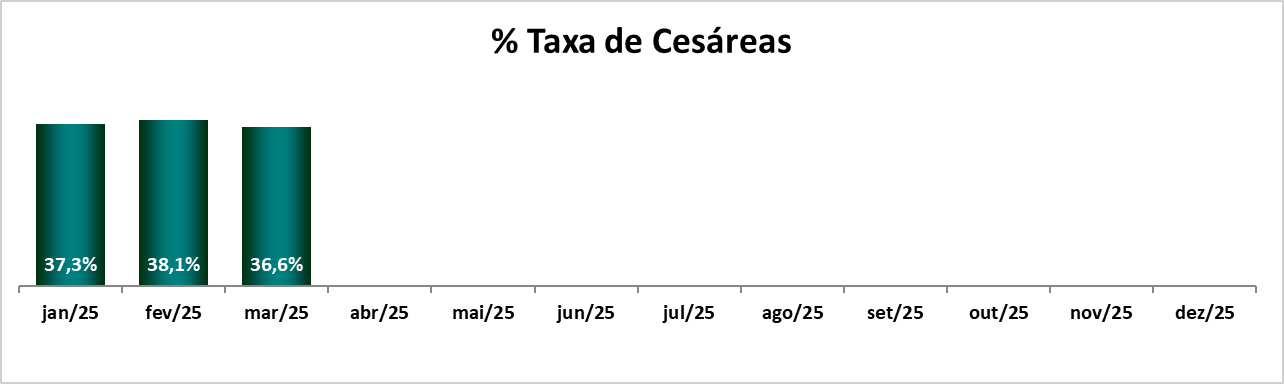 % Taxa de Cesáreas
37,3% 38,1% 36,6%
jan/25 fev/25 mar/25 abr/25 mai/25 jun/25 jul/25 ago/25 set/25 out/25 nov/25 dez/25